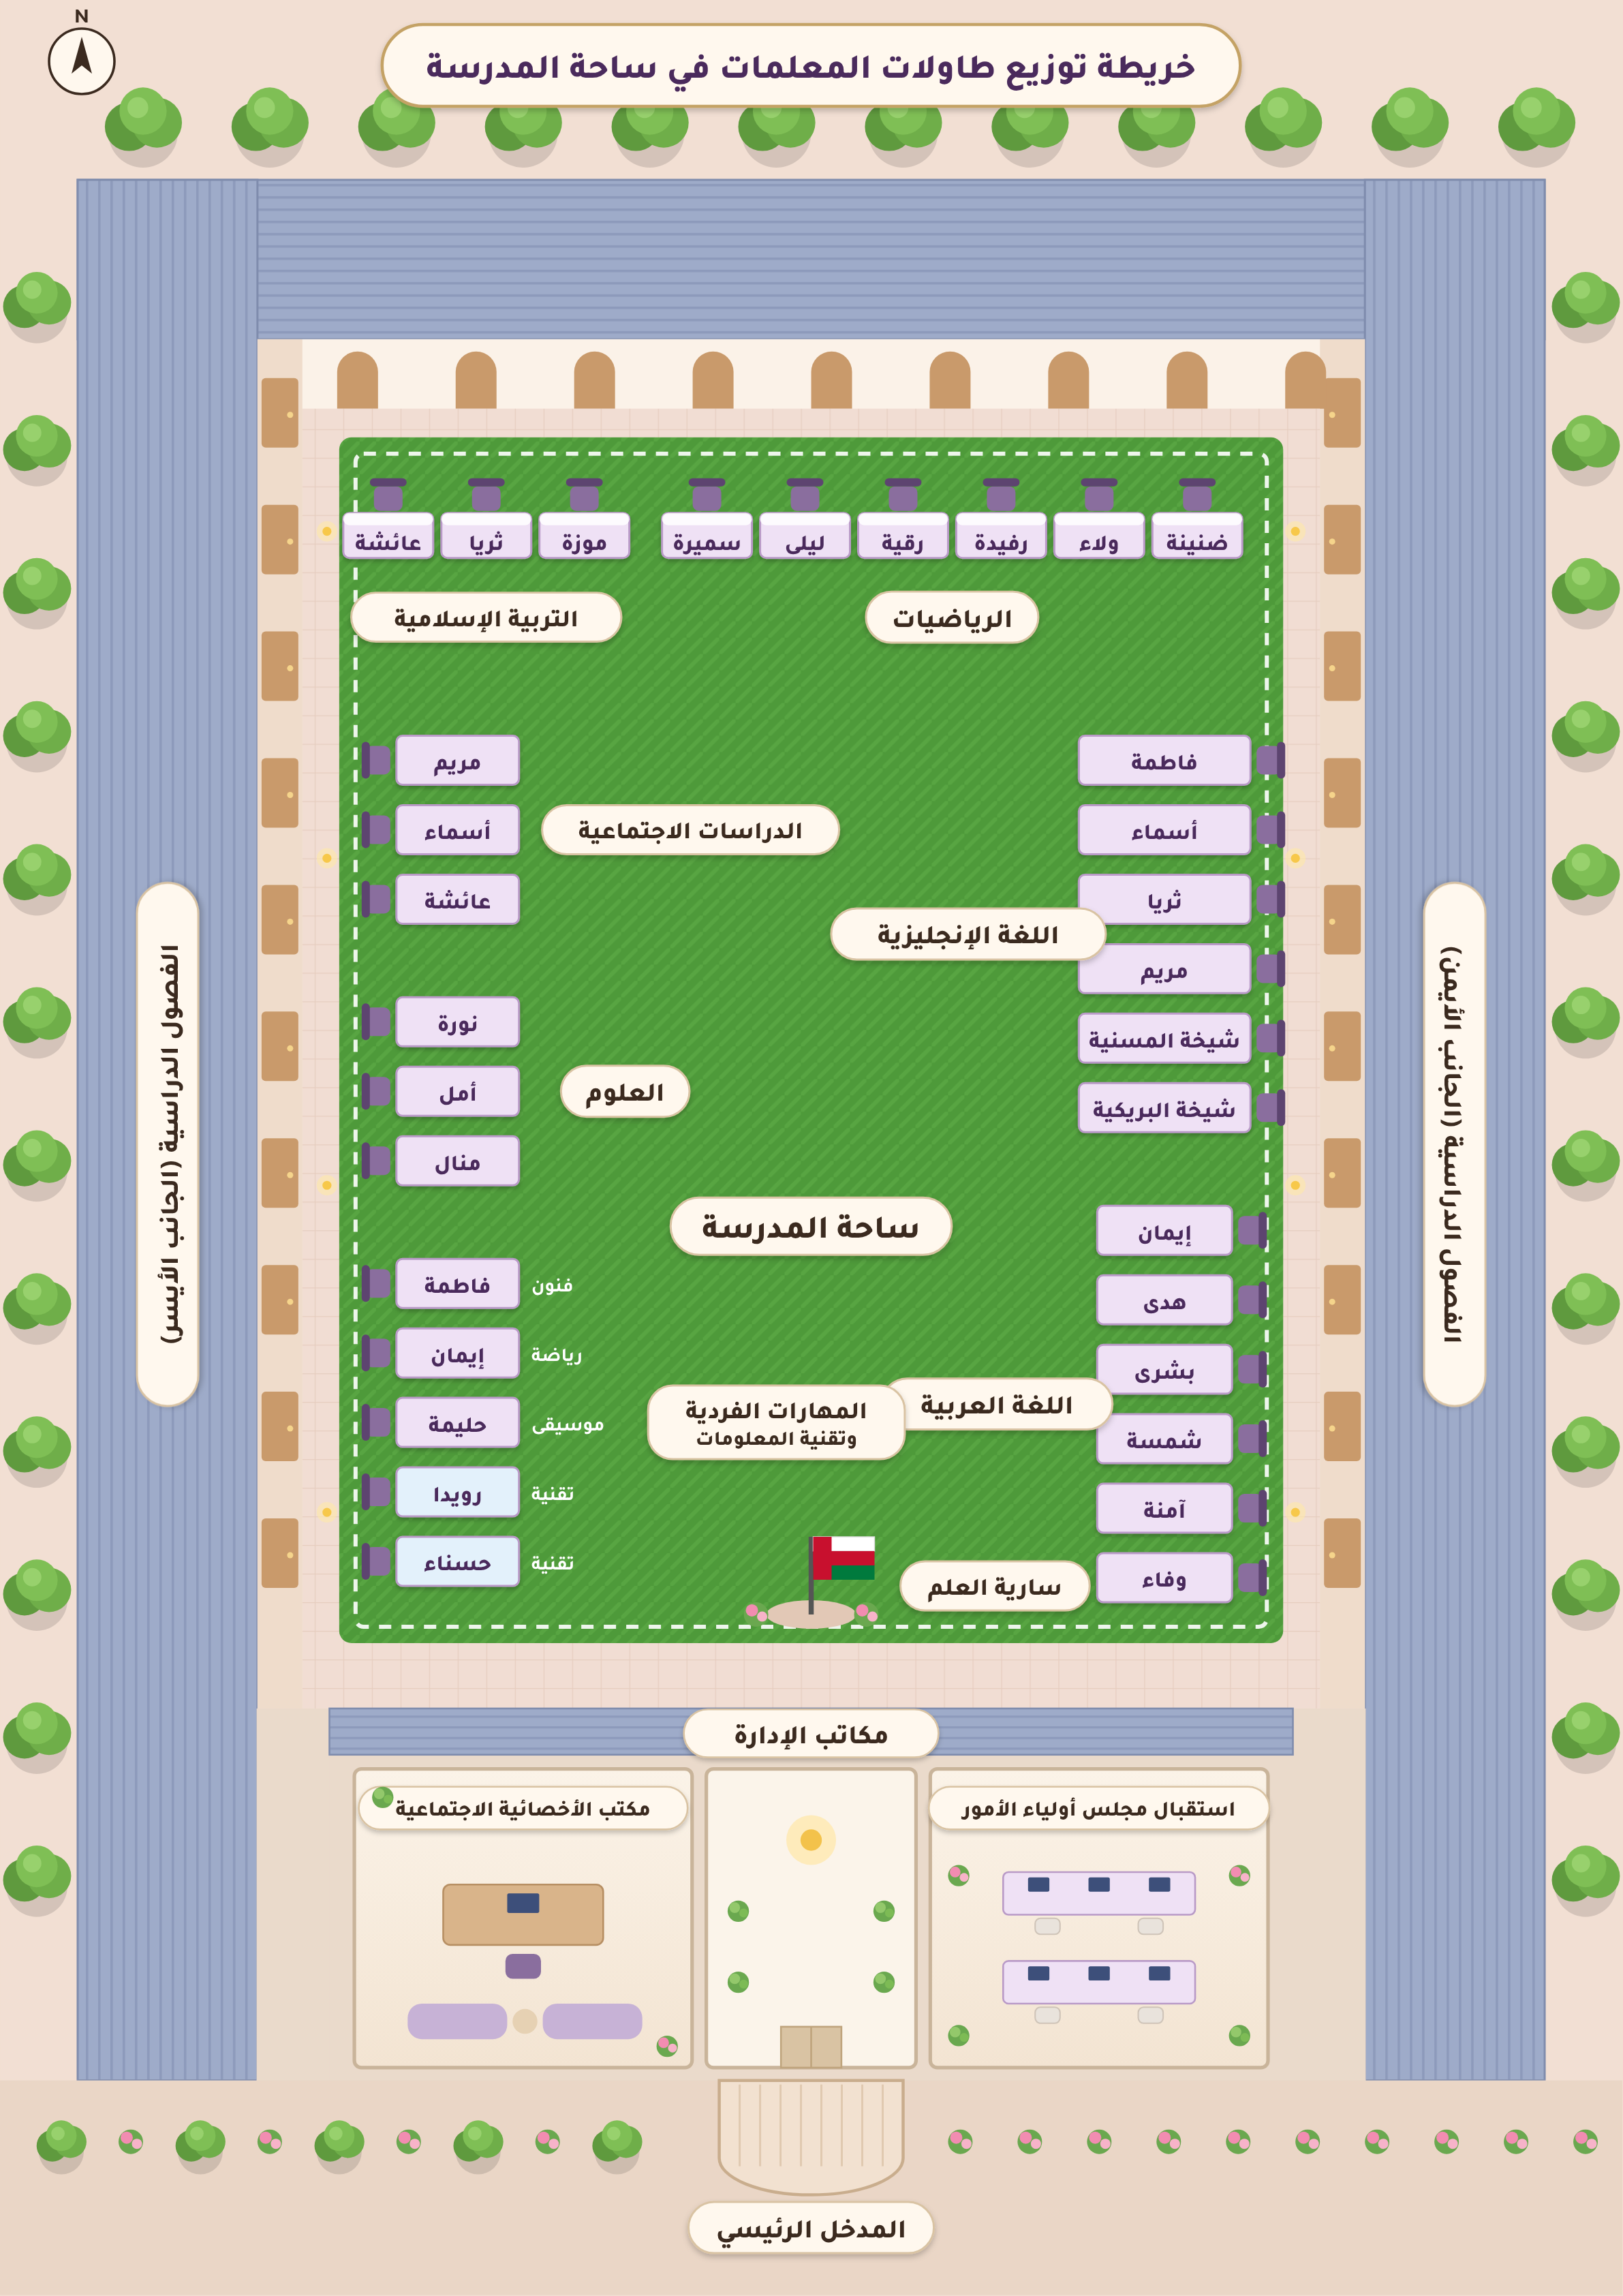 N
خريطة توزيع طاولات المعلمات في ساحة المدرسة
ضنينة
ولاء
رفيدة
رقية
ليلى
سميرة
موزة
ثريا
عائشة
الرياضيات
التربية الإسلامية
فاطمة
أسماء
ثريا
مريم
شيخة المسنية
شيخة البريكية
اللغة الإنجليزية
مريم
أسماء
عائشة
الدراسات الاجتماعية
نورة
أمل
منال
العلوم
ساحة المدرسة
إيمان
هدى
بشرى
شمسة
آمنة
وفاء
اللغة العربية
المهارات الفردية
وتقنية المعلومات
فنون
فاطمة
رياضة
إيمان
موسيقى
حليمة
تقنية
رويدا
تقنية
حسناء
سارية العلم
الفصول الدراسية (الجانب الأيمن)
الفصول الدراسية (الجانب الأيسر)
مكاتب الإدارة
استقبال مجلس أولياء الأمور
مكتب الأخصائية الاجتماعية
المدخل الرئيسي